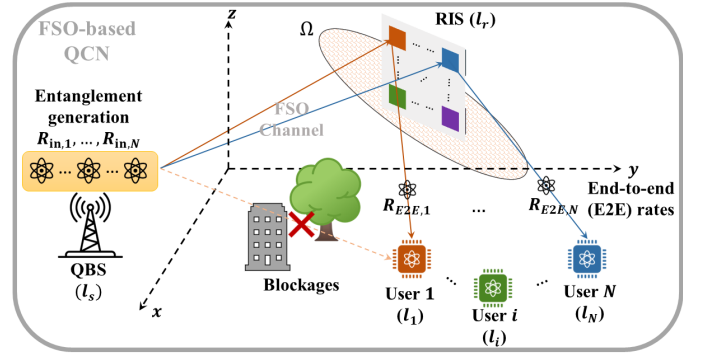 FSO-based
QCN
Entanglement
generation
R_in,1, … , R_in,N
... ...
QBS
(l_s)
z
Ω
RIS (l_r)
... ...
FSO
Channel
y
x
Blockages
R_E2E,1
...
R_E2E,N
End-to-end
(E2E) rates
User 1
(l_1)
...
User i
(l_i)
...
User N
(l_N)